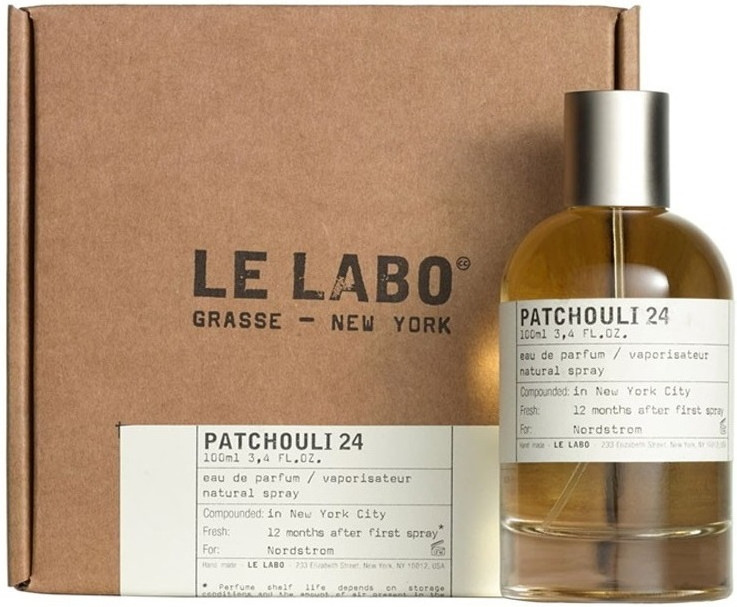 LE LABO
GRASSE — NEW YORK
PATCHOULI 24
100ml 3,4 FL.OZ.
eau de parfum / vaporisateur
natural spray
Compounded: in New York City
Fresh: 12 months after first spray*
For: Nordstrom
Hand made - LE LABO - 233 Elizabeth Street, New York, NY 10012, USA
* Perfume shelf life depends on storage
conditions and the amount of air present in the
PATCHOULI 24
100ml 3,4 FL.OZ.
eau de parfum / vaporisateur
natural spray
Compounded: in New York City
Fresh: 12 months after first spray
For: Nordstrom
Hand made - LE LABO - 233 Elizabeth Street, New York, NY